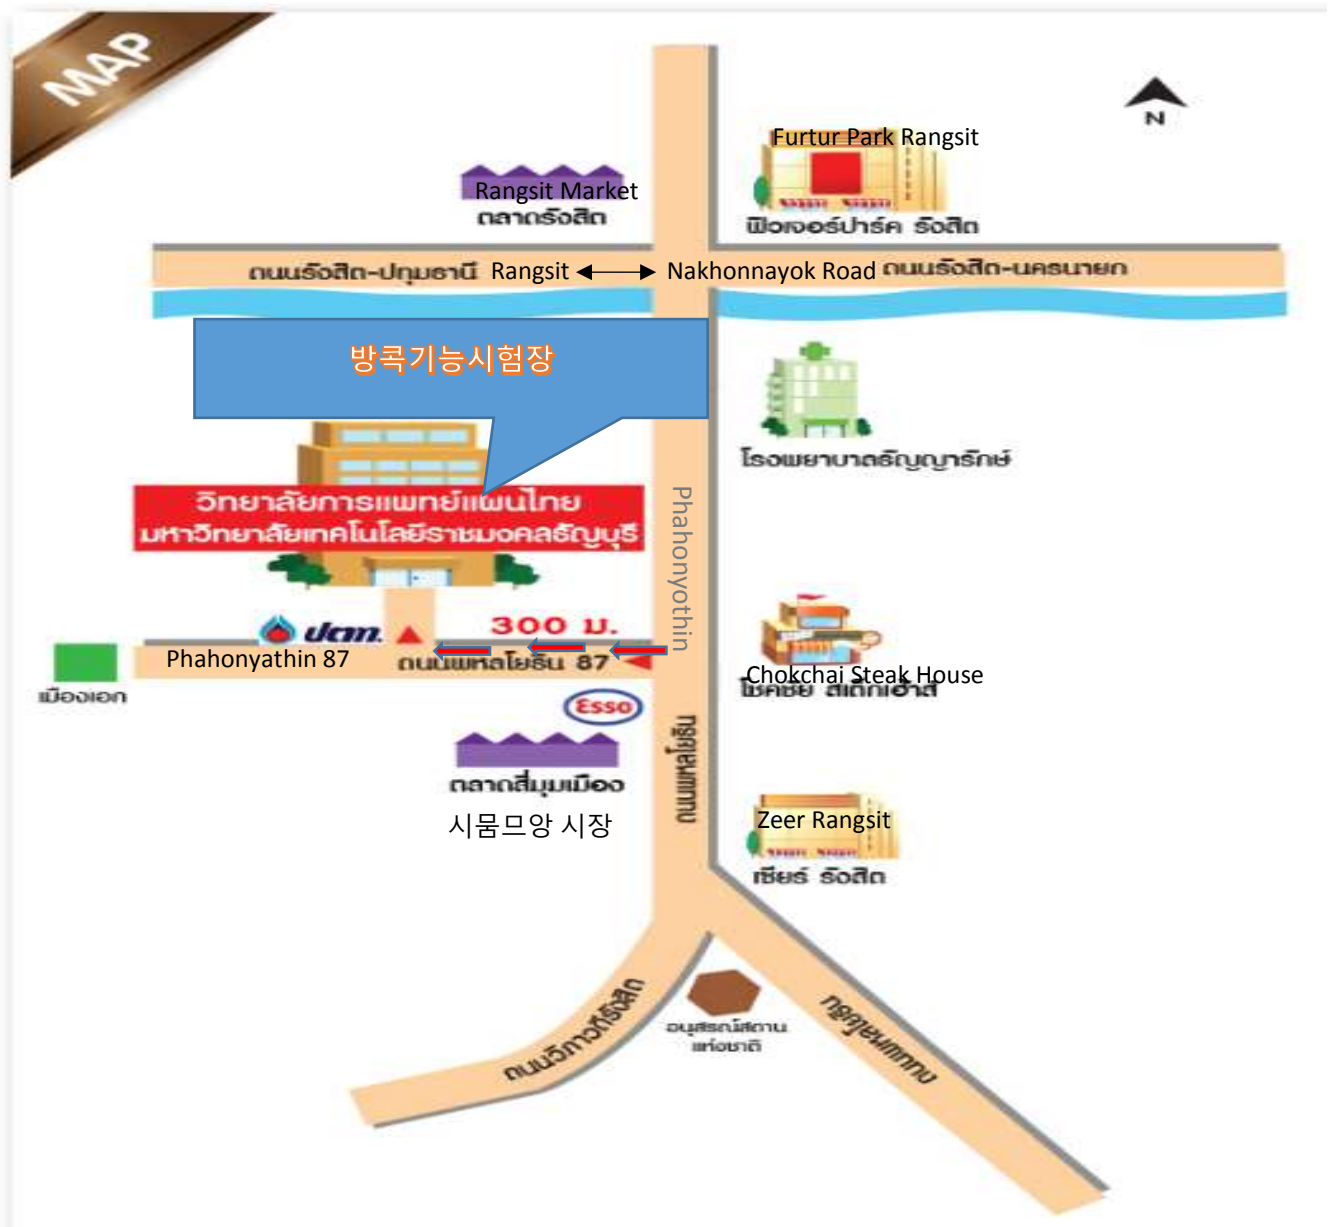 MAP
N
Furtur Park Rangsit
ฟิวเจอร์ปาร์ค รังสิต
Rangsit Market
ตลาดรังสิต
ถนนรังสิต-ปทุมธานี Rangsit Nakhonnayok Road ถนนรังสิต-นครนายก
방콕기능시험장
โรงพยาบาลธัญญารักษ์
วิทยาลัยการแพทย์แผนไทย
มหาวิทยาลัยเทคโนโลยีราชมงคลธัญบุรี
Phahonyothin
ปตท.
300 ม.
Phahonyathin 87
ถนนพหลโยธิน 87
เมืองเอก
Chokchai Steak House
โชคชัย สเต็กเฮ้าส์
Esso
ตลาดสี่มุมเมือง
시뭄므앙 시장
ถนนพหลโยธิน
Zeer Rangsit
เซียร์ รังสิต
อนุสรณ์สถาน
แห่งชาติ
ถนนวิภาวดีรังสิต
ถนนพหลโยธิน